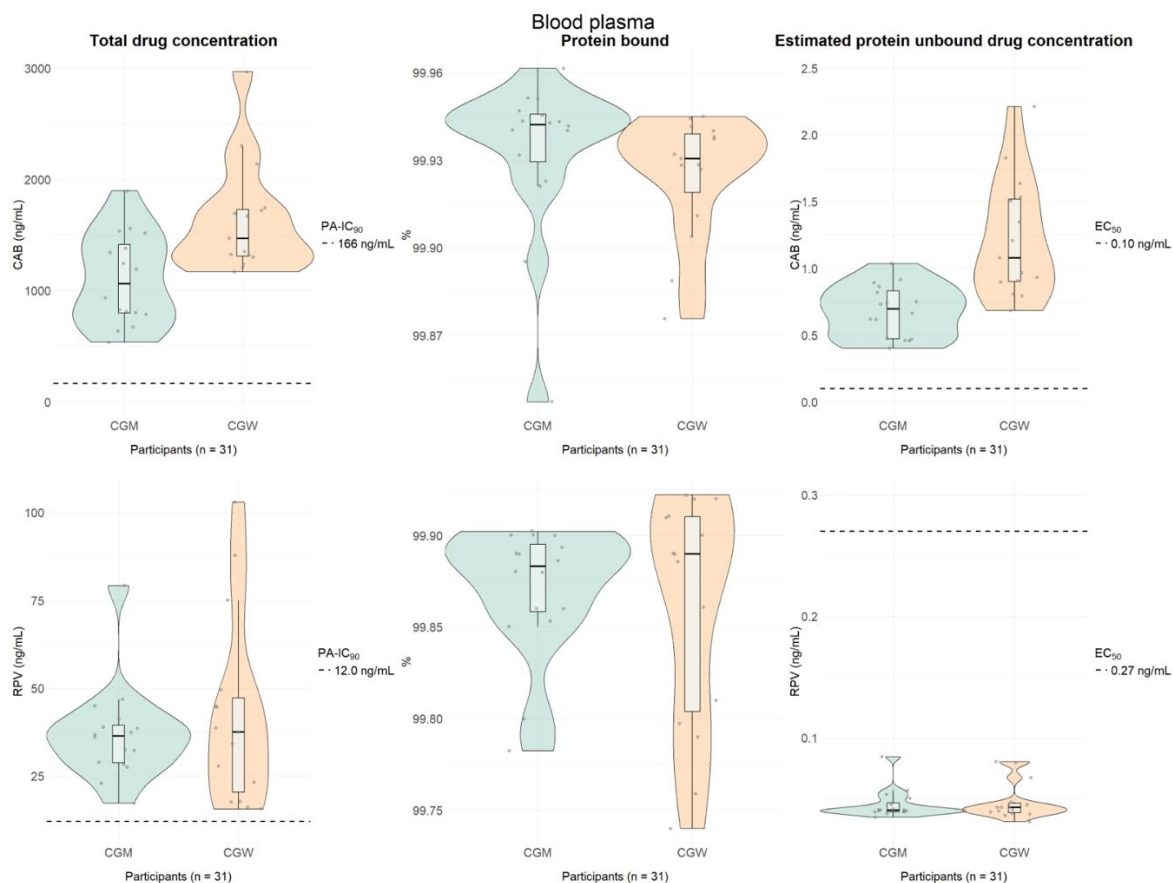 Blood plasma
Total drug concentration
Protein bound
Estimated protein unbound drug concentration
CAB (ng/mL)
3000
2000
1000
0
CGM
CGW
Participants (n = 31)
PA-IC90
166 ng/mL
%
99.96
99.93
99.90
99.87
CGM
CGW
Participants (n = 31)
CAB (ng/mL)
2.5
2.0
1.5
1.0
0.5
0.0
CGM
CGW
Participants (n = 31)
EC50
0.10 ng/mL
RPV (ng/mL)
100
75
50
25
CGM
CGW
Participants (n = 31)
PA-IC90
12.0 ng/mL
%
99.90
99.85
99.80
99.75
CGM
CGW
Participants (n = 31)
RPV (ng/mL)
0.3
0.2
0.1
CGM
CGW
Participants (n = 31)
EC50
0.27 ng/mL